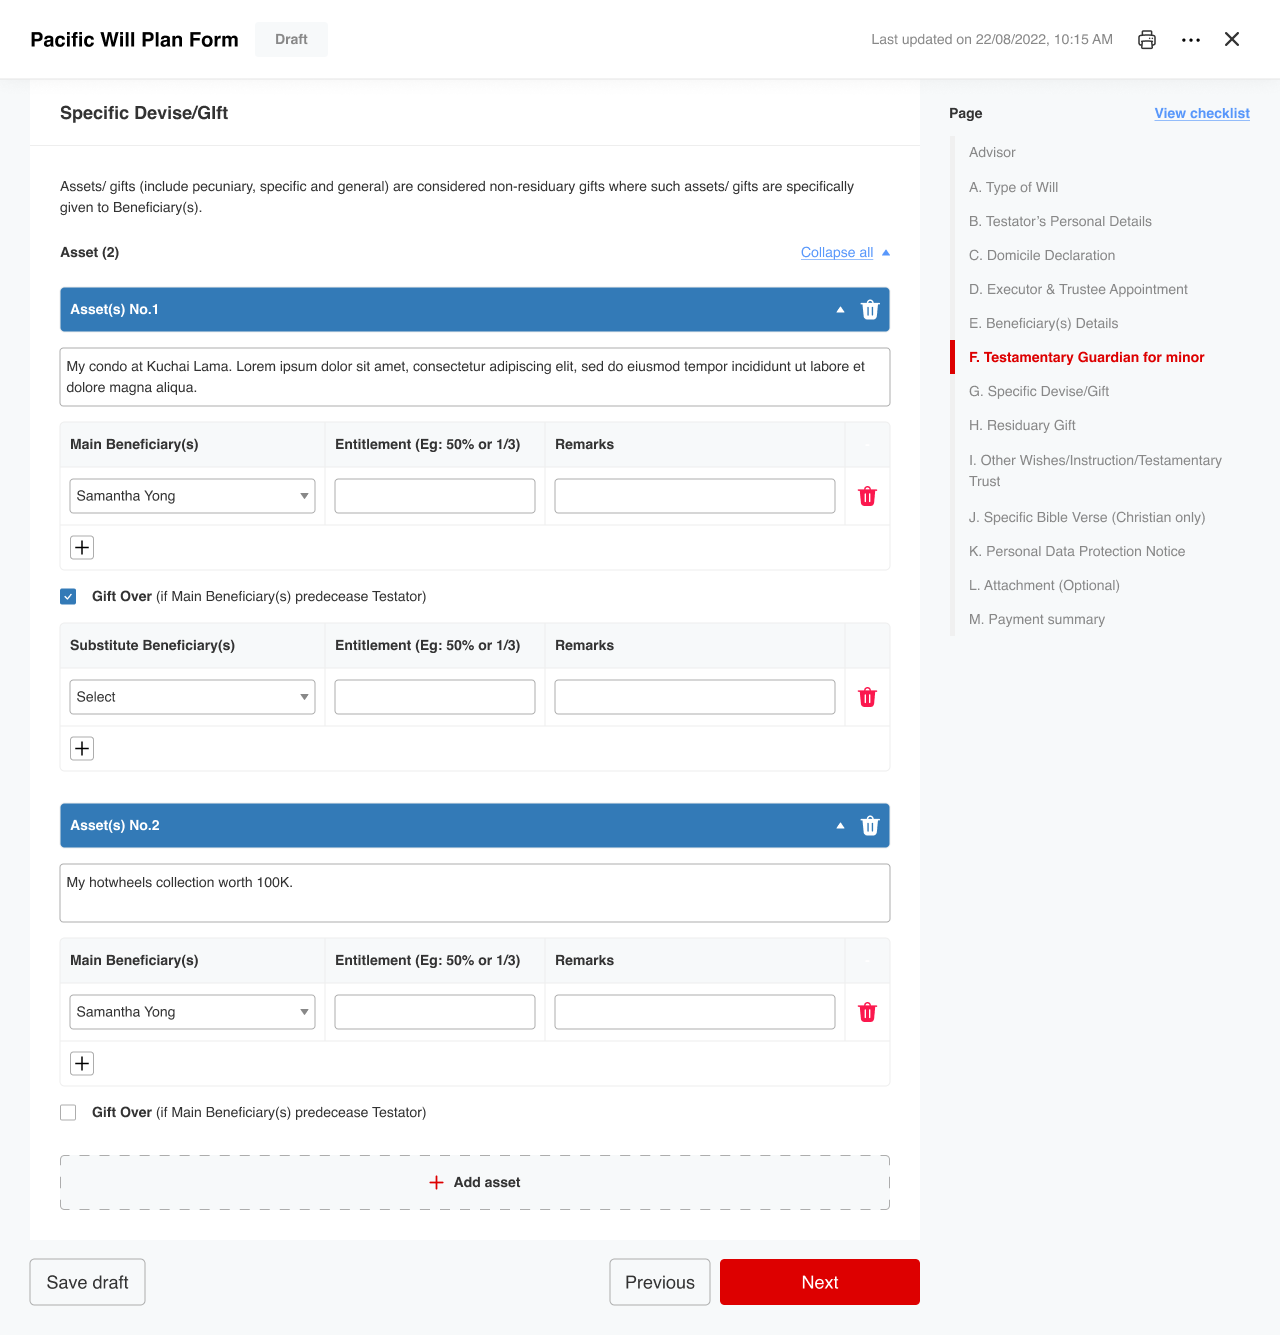 Pacific Will Plan Form
Draft
Last updated on 22/08/2022, 10:15 AM
Specific Devise/GIft
Assets/ gifts (include pecuniary, specific and general) are considered non-residuary gifts where such assets/ gifts are specifically
given to Beneficiary(s).
Asset (2)
Collapse all
Asset(s) No.1
My condo at Kuchai Lama. Lorem ipsum dolor sit amet, consectetur adipiscing elit, sed do eiusmod tempor incididunt ut labore et
dolore magna aliqua.
Main Beneficiary(s)
Entitlement (Eg: 50% or 1/3)
Remarks
Samantha Yong
Gift Over (if Main Beneficiary(s) predecease Testator)
Substitute Beneficiary(s)
Entitlement (Eg: 50% or 1/3)
Remarks
Select
Asset(s) No.2
My hotwheels collection worth 100K.
Main Beneficiary(s)
Entitlement (Eg: 50% or 1/3)
Remarks
Samantha Yong
Gift Over (if Main Beneficiary(s) predecease Testator)
Add asset
Save draft
Previous
Next
Page
View checklist
Advisor
A. Type of Will
B. Testator’s Personal Details
C. Domicile Declaration
D. Executor & Trustee Appointment
E. Beneficiary(s) Details
F. Testamentary Guardian for minor
G. Specific Devise/Gift
H. Residuary Gift
I. Other Wishes/Instruction/Testamentary
Trust
J. Specific Bible Verse (Christian only)
K. Personal Data Protection Notice
L. Attachment (Optional)
M. Payment summary